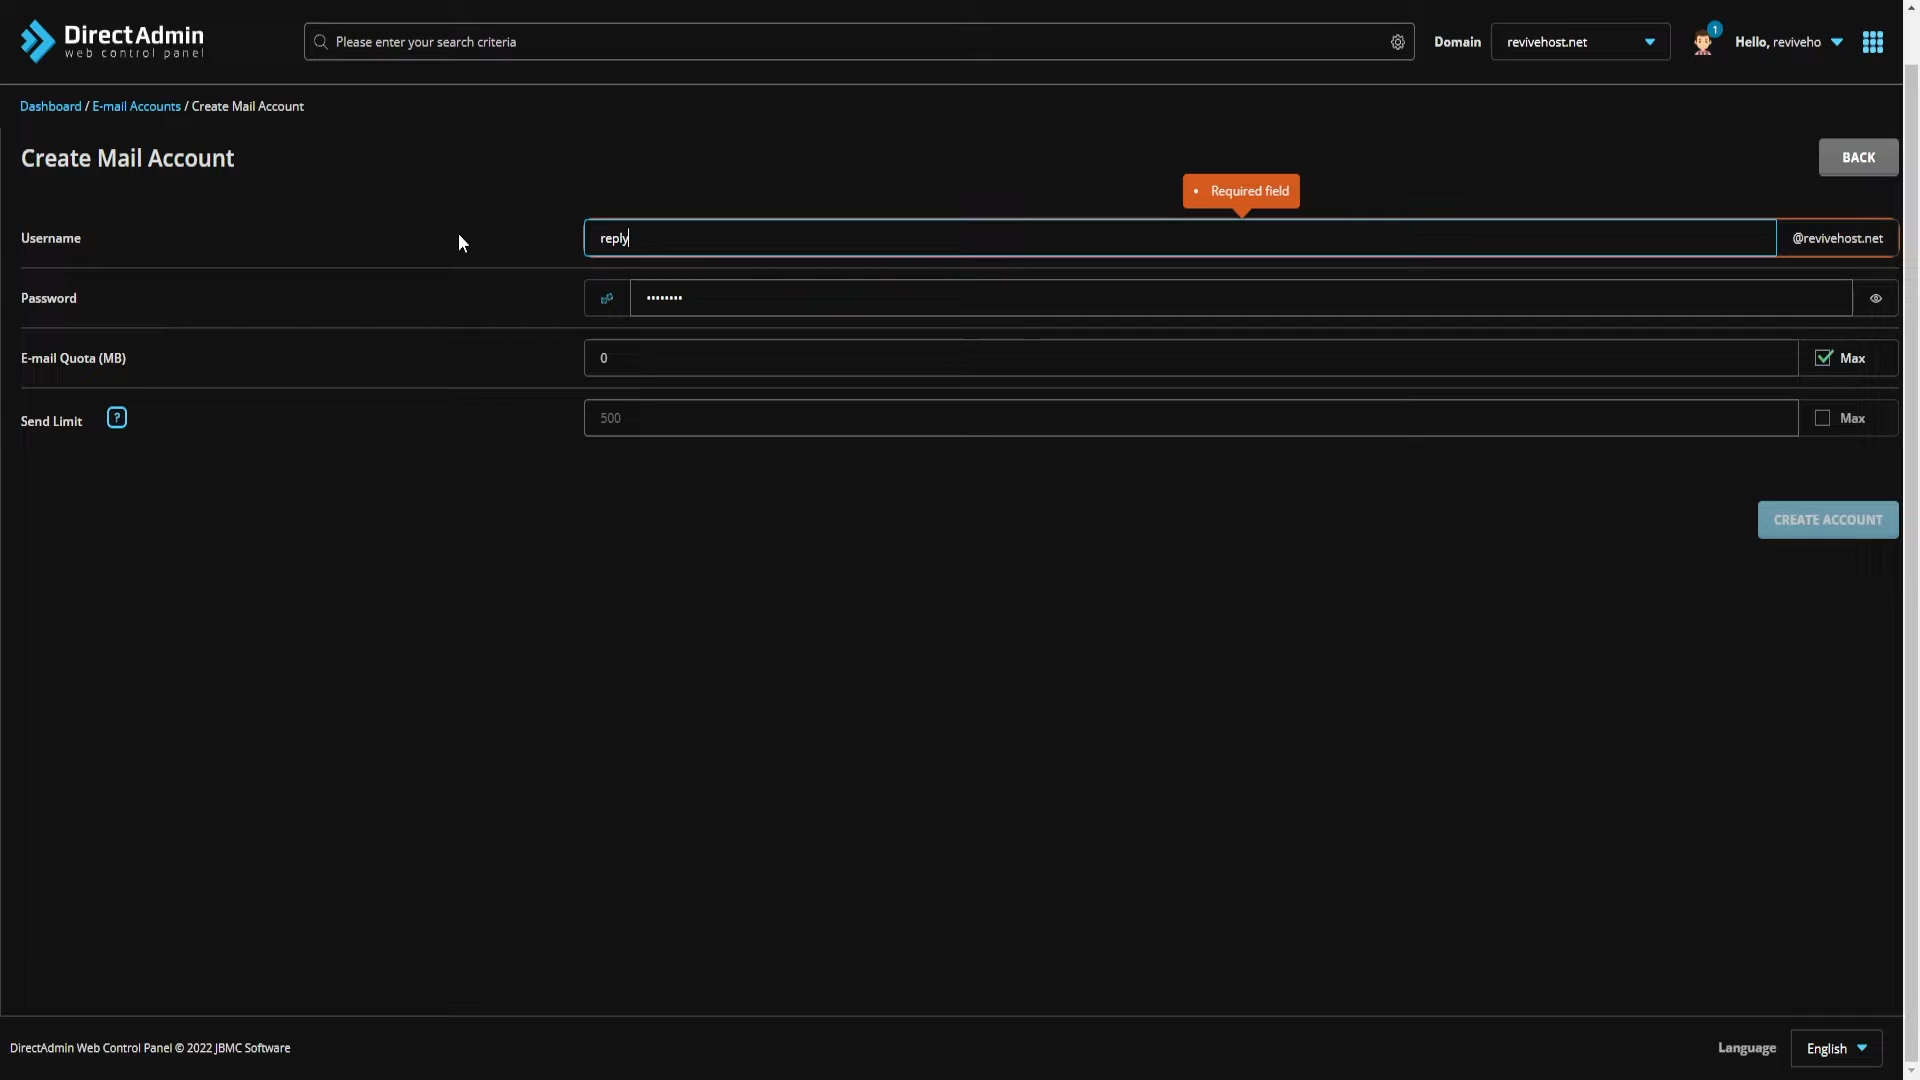 DirectAdmin
web control panel
Please enter your search criteria
Domain
revivehost.net
1
Hello, reviveho
Dashboard / E-mail Accounts / Create Mail Account
Create Mail Account
BACK
• Required field
Username
reply
@revivehost.net
Password
••••••••
E-mail Quota (MB)
0
Max
Send Limit
?
500
Max
CREATE ACCOUNT
DirectAdmin Web Control Panel © 2022 JBMC Software
Language
English